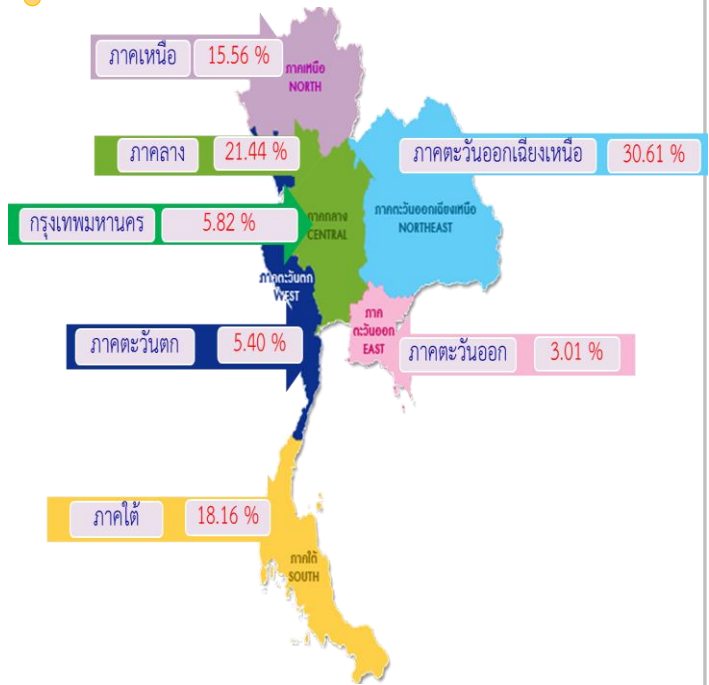 ภาคเหนือ 15.56 %
ภาคเหนือ
NORTH
ภาคลาง 21.44 %
ภาคตะวันออกเฉียงเหนือ 30.61 %
กรุงเทพมหานคร 5.82 %
ภาคกลาง
CENTRAL
ภาคตะวันออกเฉียงเหนือ
NORTHEAST
ภาคตะวันตก
WEST
ภาค
ตะวันออก
EAST
ภาคตะวันตก 5.40 %
ภาคตะวันออก 3.01 %
ภาคใต้ 18.16 %
ภาคใต้
SOUTH